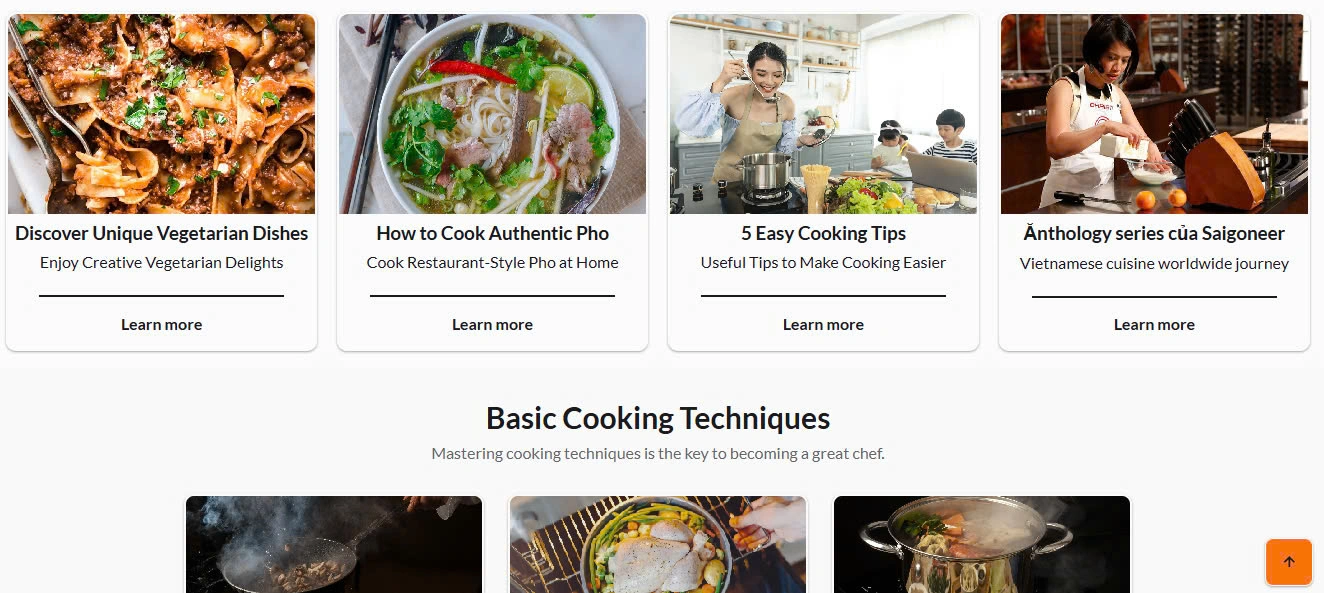 Discover Unique Vegetarian Dishes
Enjoy Creative Vegetarian Delights
Learn more
How to Cook Authentic Pho
Cook Restaurant-Style Pho at Home
Learn more
5 Easy Cooking Tips
Useful Tips to Make Cooking Easier
Learn more
Ănthology series của Saigoneer
Vietnamese cuisine worldwide journey
Learn more
Basic Cooking Techniques
Mastering cooking techniques is the key to becoming a great chef.